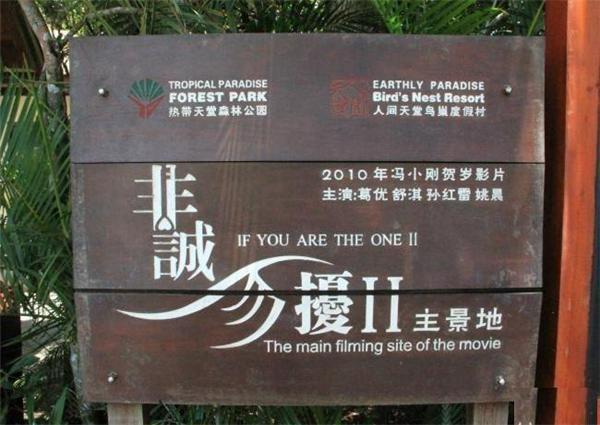 TROPICAL PARADISE
FOREST PARK
热带天堂森林公园
EARTHLY PARADISE
Bird's Nest Resort
人间天堂鸟巢度假村
2010年冯小刚贺岁影片
主演:葛优 舒淇 孙红雷 姚晨
非誠勿擾II
IF YOU ARE THE ONE II
主景地
The main filming site of the movie